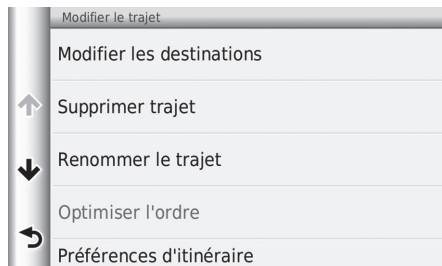 Modifier le trajet
Modifier les destinations
Supprimer trajet
Renommer le trajet
Optimiser l'ordre
Préférences d'itinéraire